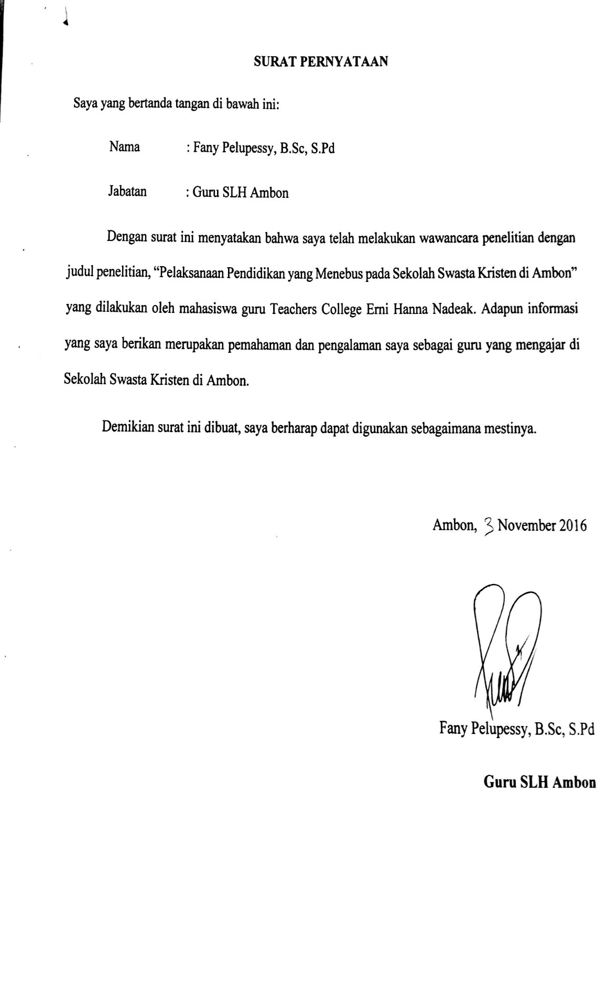 SURAT PERNYATAAN
Saya yang bertanda tangan di bawah ini:
Nama : Fany Pelupessy, B.Sc, S.Pd
Jabatan : Guru SLH Ambon
Dengan surat ini menyatakan bahwa saya telah melakukan wawancara penelitian dengan
judul penelitian, “Pelaksanaan Pendidikan yang Menebus pada Sekolah Swasta Kristen di Ambon”
yang dilakukan oleh mahasiswa guru Teachers College Erni Hanna Nadeak. Adapun informasi
yang saya berikan merupakan pemahaman dan pengalaman saya sebagai guru yang mengajar di
Sekolah Swasta Kristen di Ambon.
Demikian surat ini dibuat, saya berharap dapat digunakan sebagaimana mestinya.
Ambon, 3 November 2016
Fany Pelupessy, B.Sc, S.Pd
Guru SLH Ambon